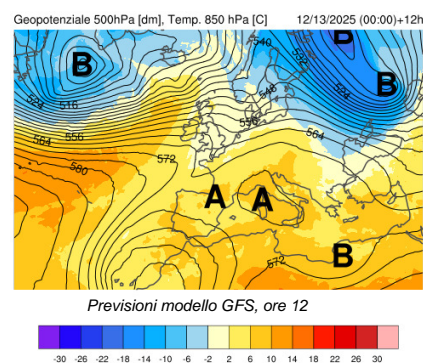 Geopotenziale 500hPa [dm], Temp. 850 hPa [C] 12/13/2025 (00:00)+12h
B
540
B
532
524
516
548
504
B
556
564
556
564
580
572
A
A
572
B
Previsioni modello GFS, ore 12
-30 -26 -22 -18 -14 -10 -6 -2 2 6 10 14 18 22 26 30